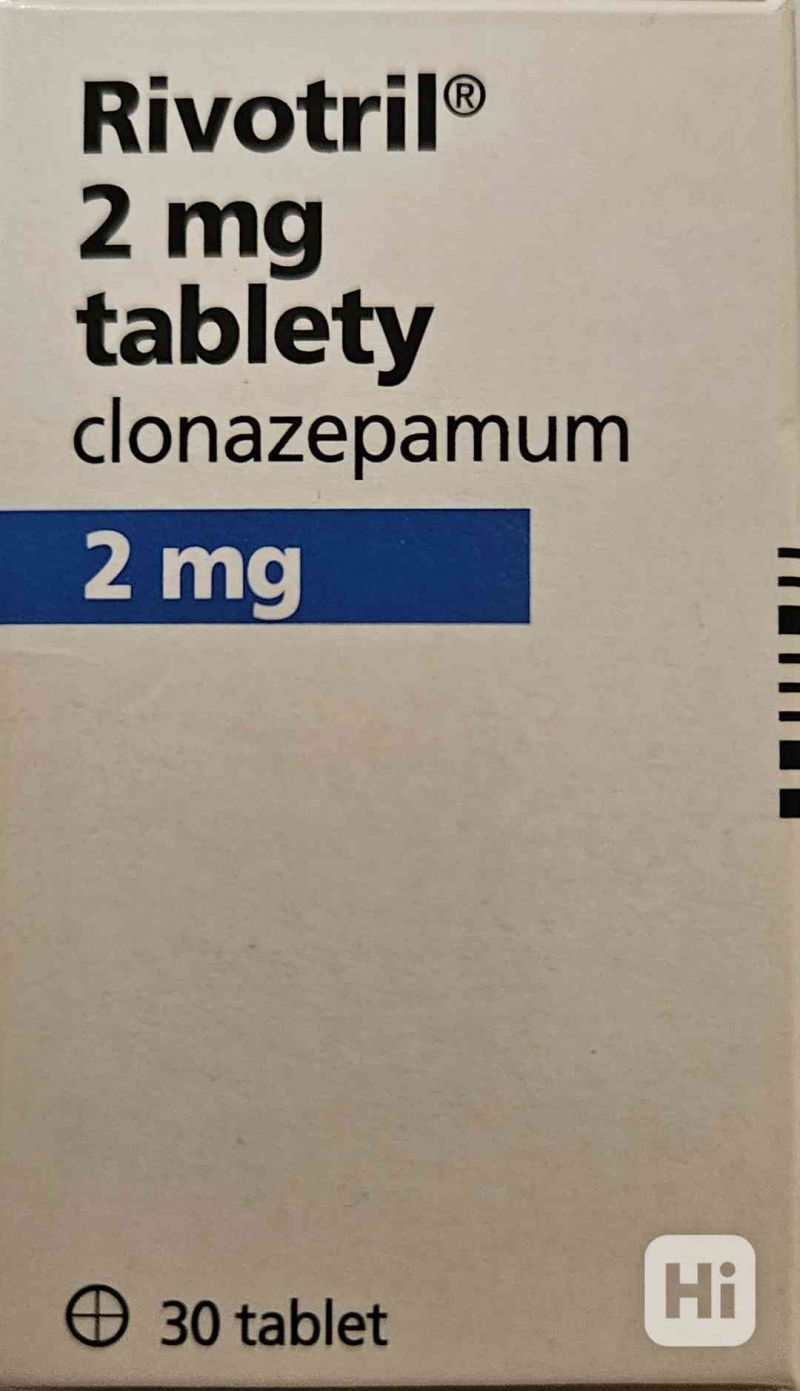 Rivotril®
2 mg
tablety
clonazepamum
2 mg
30 tablet
Hi